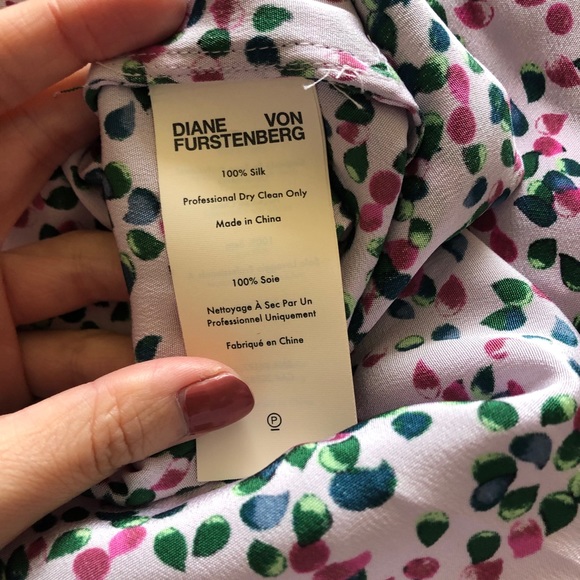 DIANE VON
FURSTENBERG
100% Silk
Professional Dry Clean Only
Made in China
100% Soie
Nettoyage À Sec Par Un
Professionnel Uniquement
Fabriqué en Chine
P